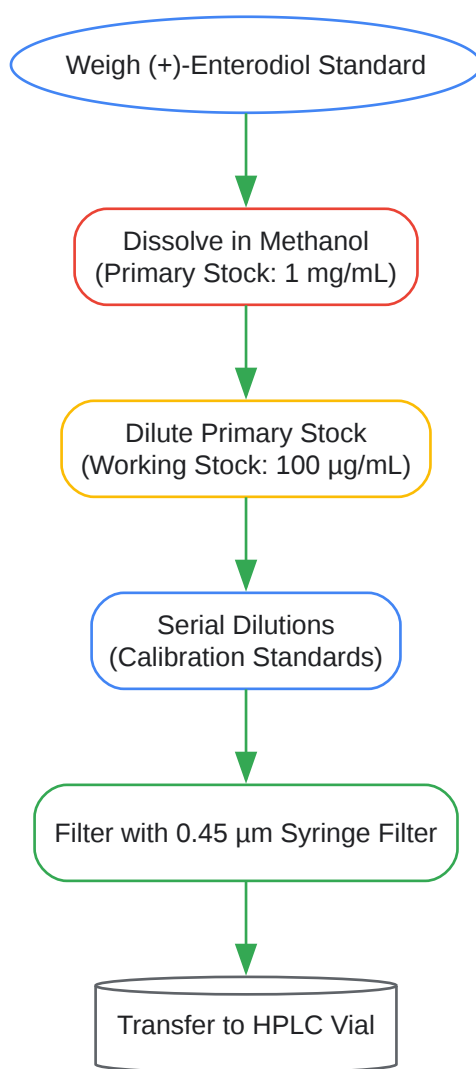 Weigh (+)-Enterodiol Standard
Dissolve in Methanol
(Primary Stock: 1 mg/mL)
Dilute Primary Stock
(Working Stock: 100 µg/mL)
Serial Dilutions
(Calibration Standards)
Filter with 0.45 µm Syringe Filter
Transfer to HPLC Vial